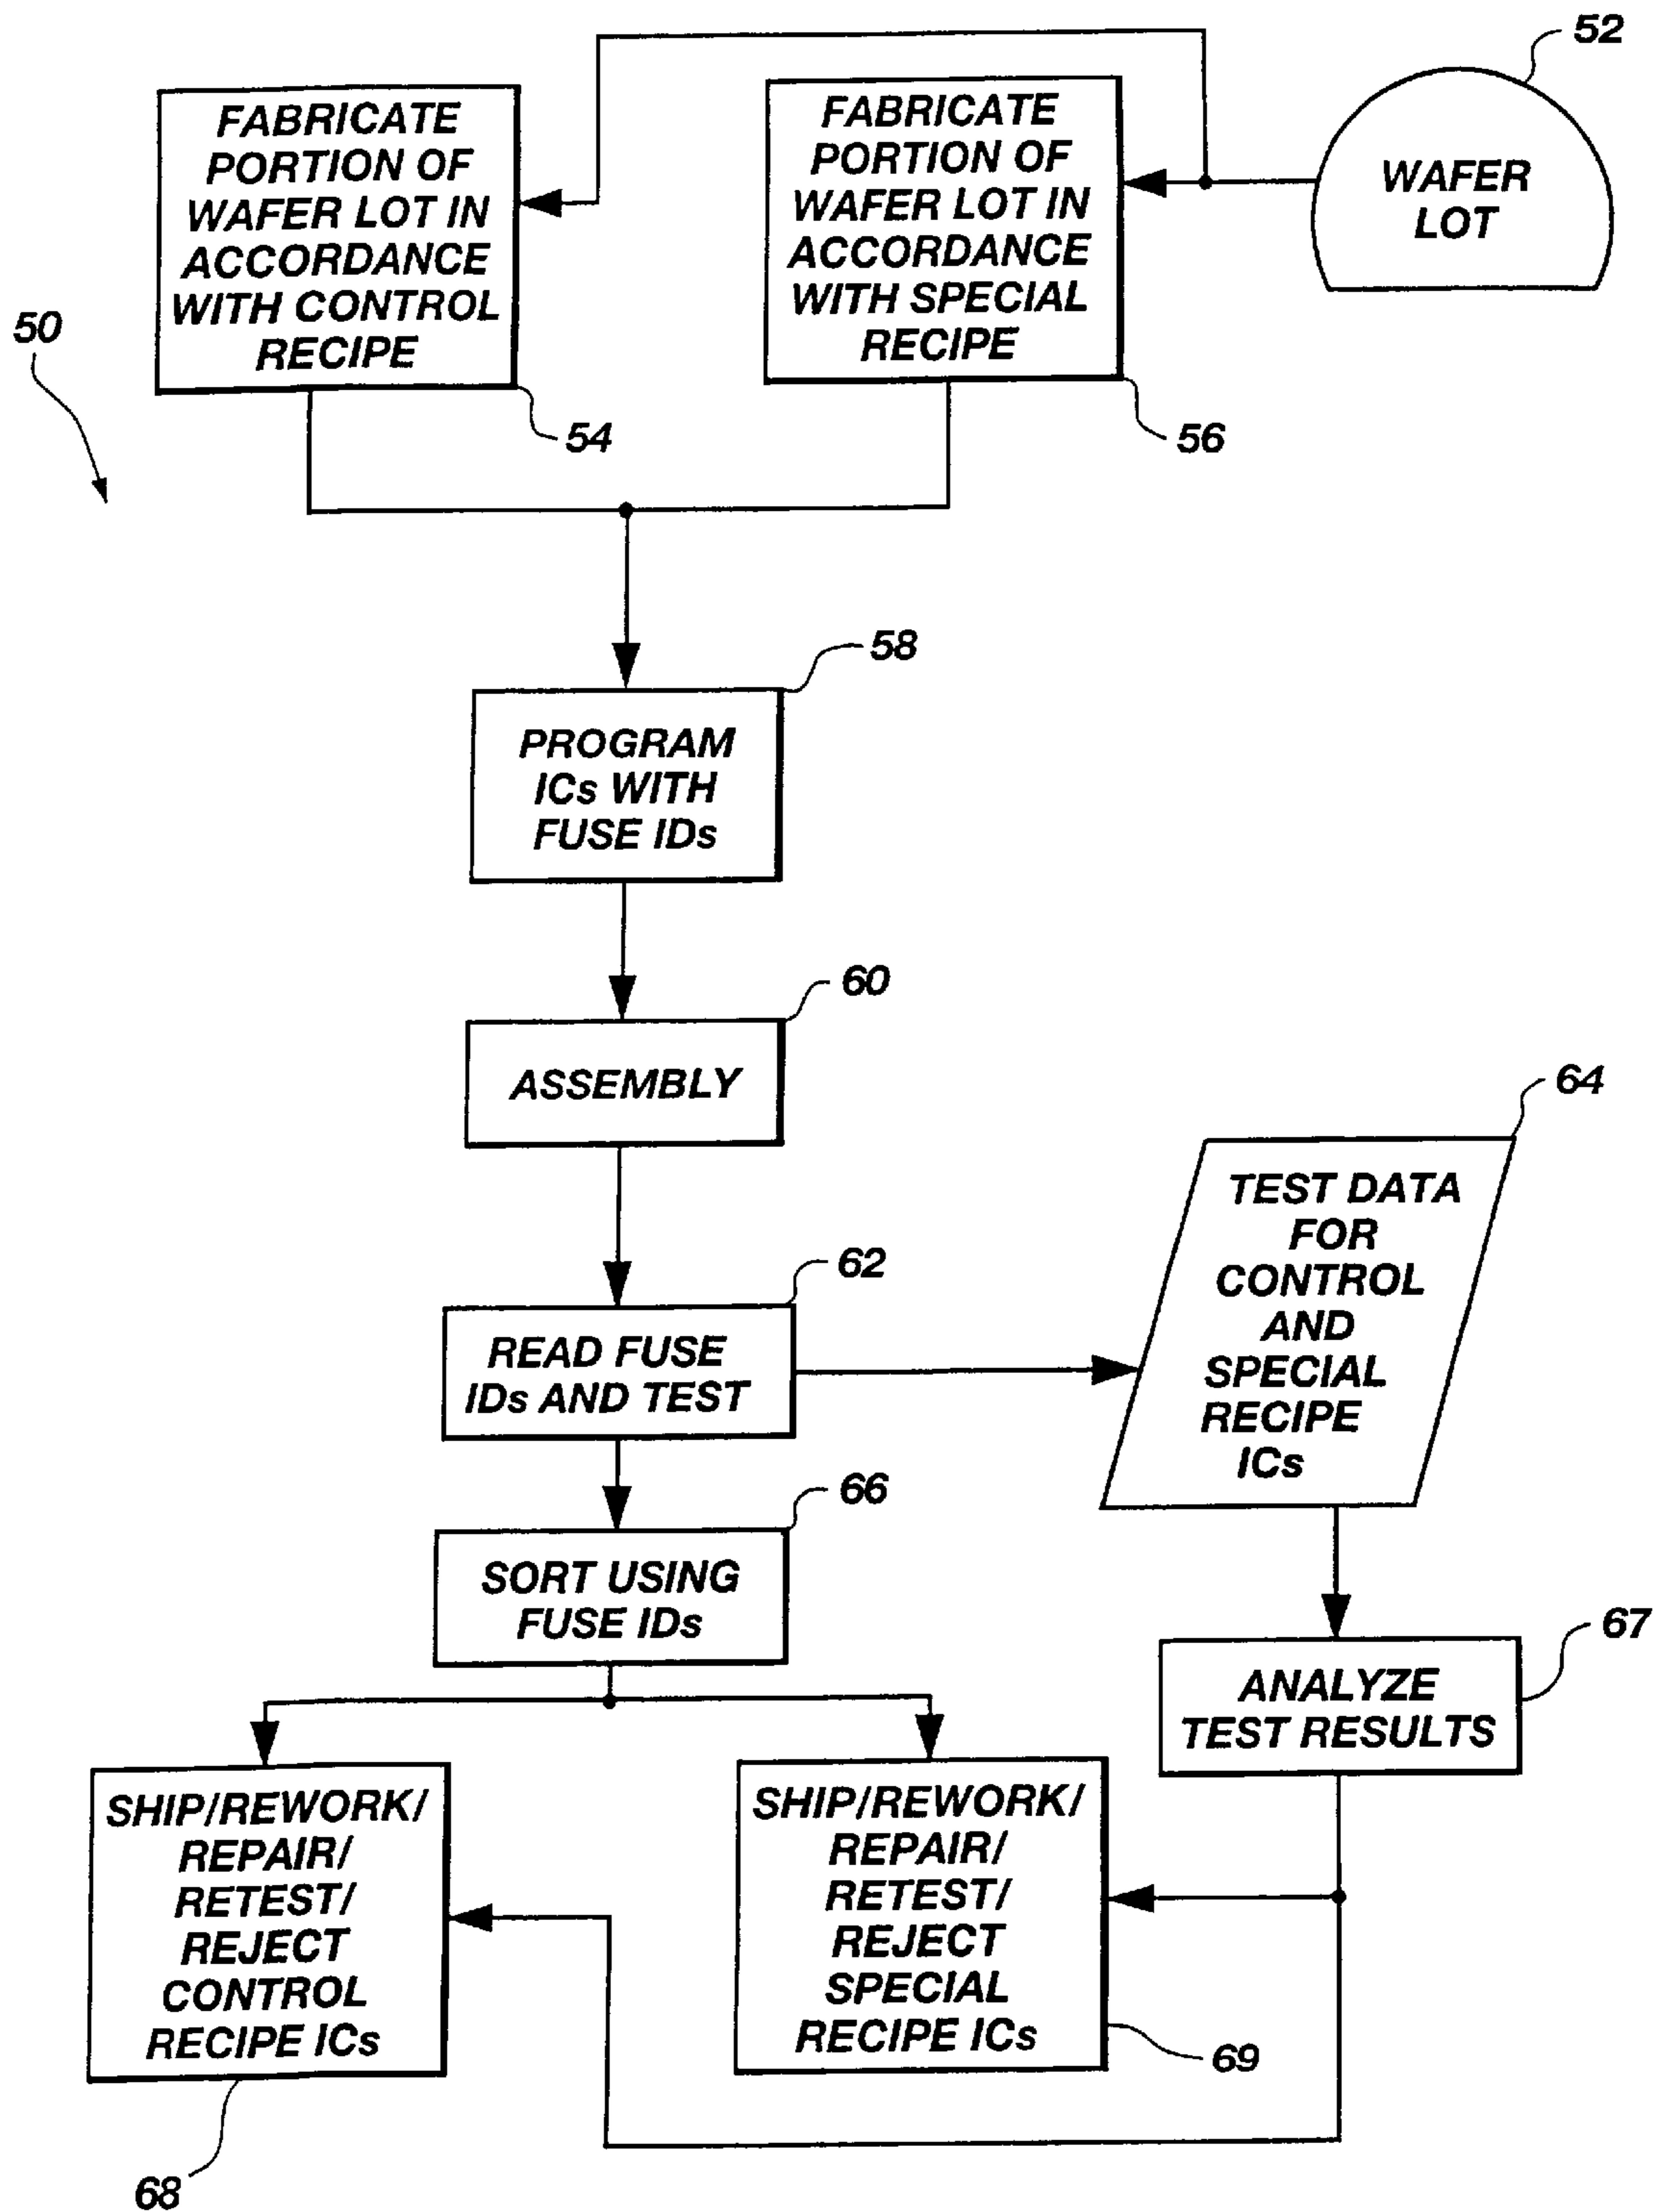 52
FABRICATE
PORTION OF
WAFER LOT IN
ACCORDANCE
WITH CONTROL
RECIPE
FABRICATE
PORTION OF
WAFER LOT IN
ACCORDANCE
WITH SPECIAL
RECIPE
WAFER
LOT
50
54
56
58
PROGRAM
ICs WITH
FUSE IDs
60
ASSEMBLY
64
TEST DATA
FOR
CONTROL
AND
SPECIAL
RECIPE
ICs
62
READ FUSE
IDs AND TEST
66
SORT USING
FUSE IDs
67
ANALYZE
TEST RESULTS
SHIP/REWORK/
REPAIR/
RETEST/
REJECT
CONTROL
RECIPE ICs
SHIP/REWORK/
REPAIR/
RETEST/
REJECT
SPECIAL
RECIPE ICs
69
68